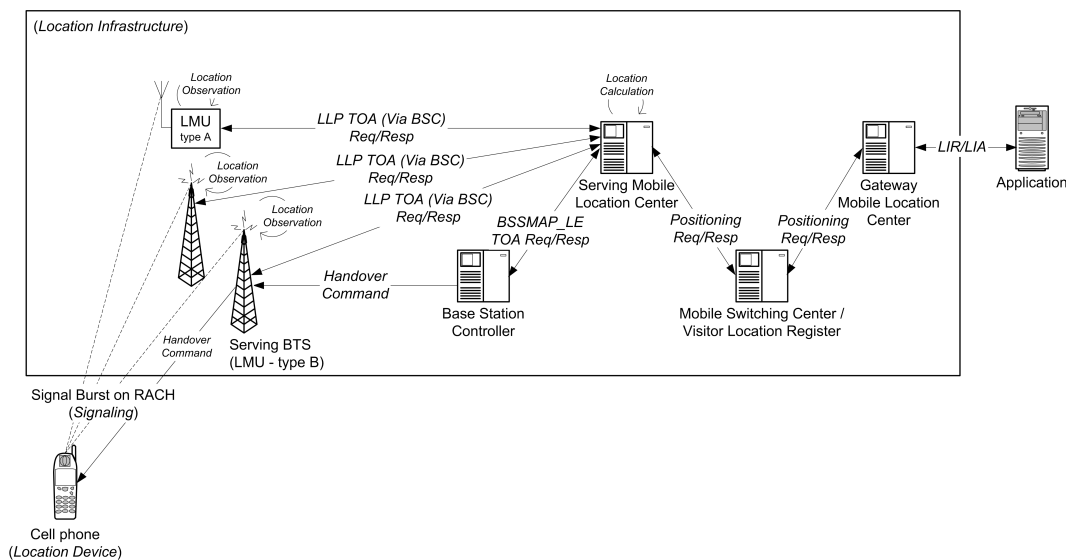 (Location Infrastructure)
Location
Observation
LMU
type A
Location
Calculation
LLP TOA (Via BSC)
Req/Resp
Location
Observation
LLP TOA (Via BSC)
Req/Resp
Location
Observation
LLP TOA (Via BSC)
Req/Resp
Serving Mobile
Location Center
Gateway
Mobile Location
Center
LIR/LIA
Application
BSSMAP_LE
TOA Req/Resp
Positioning
Req/Resp
Positioning
Req/Resp
Handover
Command
Base Station
Controller
Mobile Switching Center /
Visitor Location Register
Handover
Command
Serving BTS
(LMU - type B)
Signal Burst on RACH
(Signaling)
Cell phone
(Location Device)